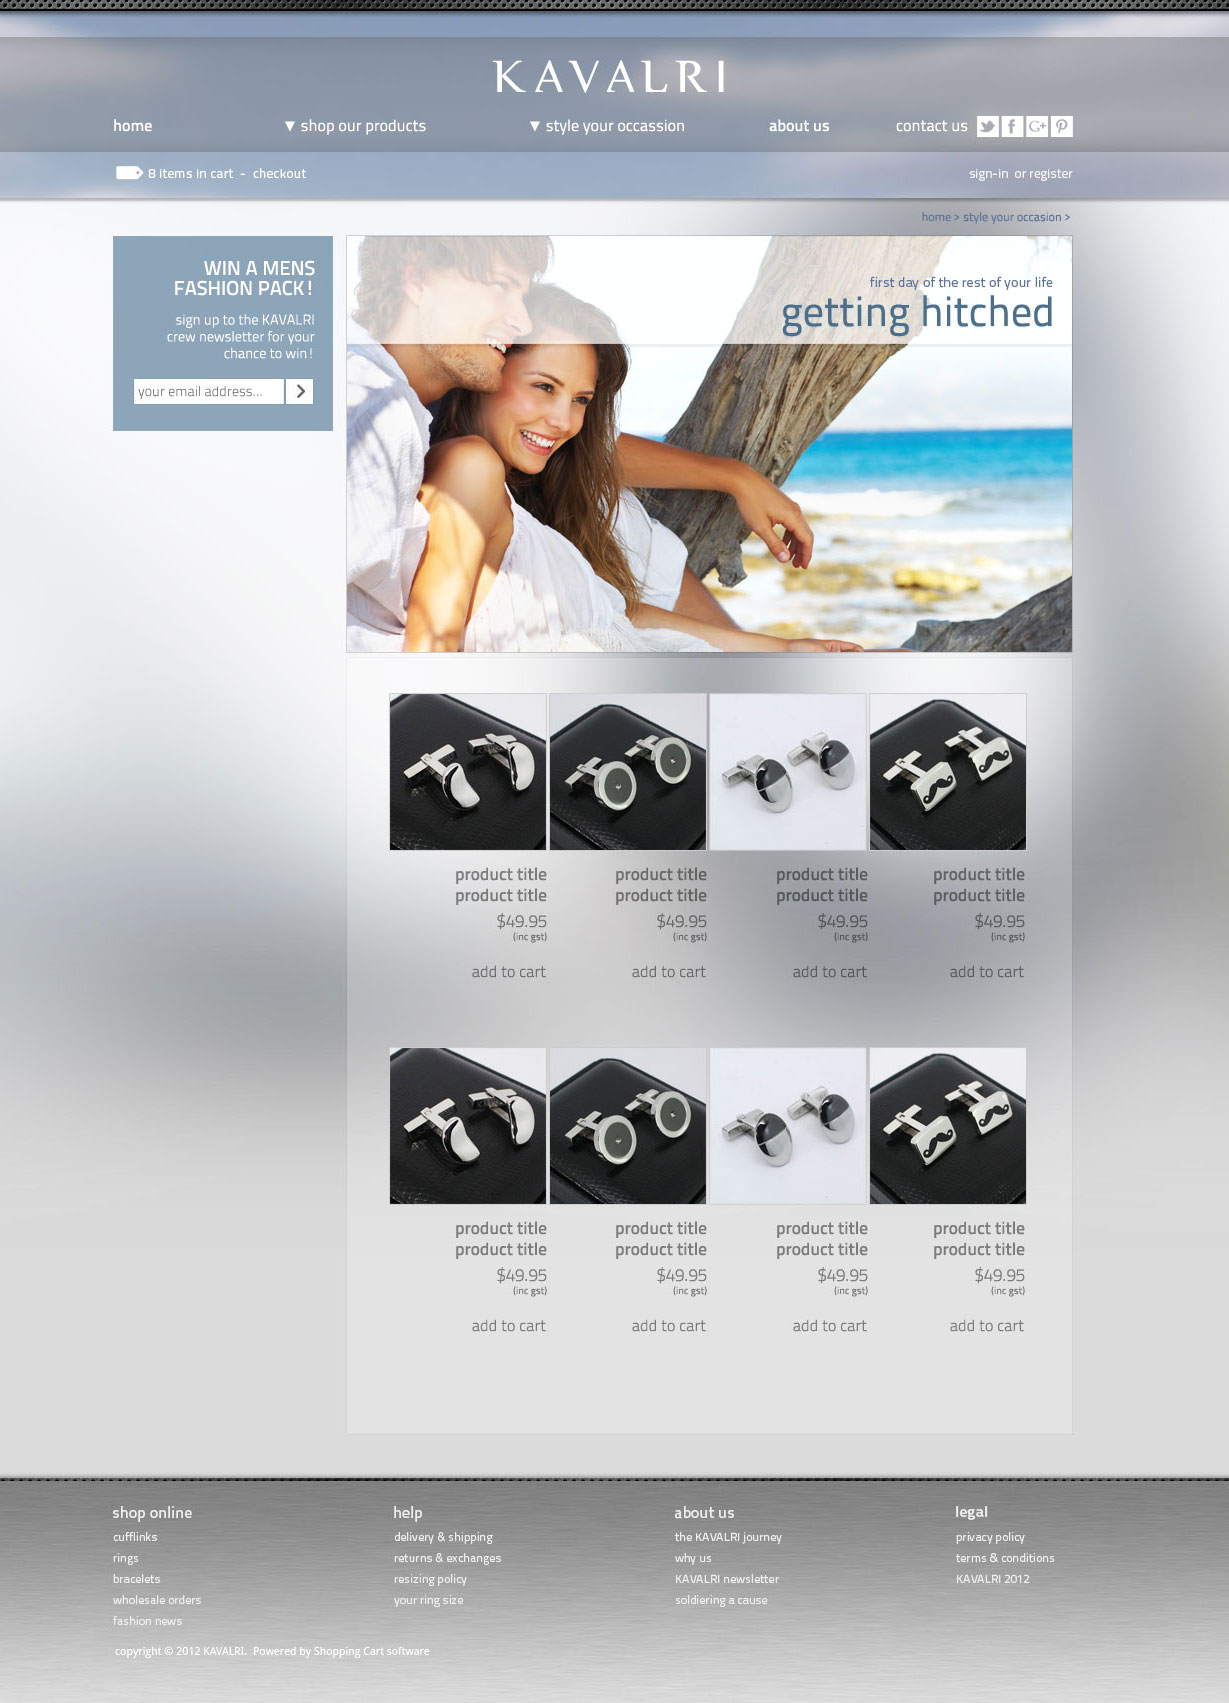 KAVALRI
home
▼ shop our products
▼ style your occassion
about us
contact us
8 items in cart - checkout
sign-in or register
home > style your occasion >
WIN A MENS
FASHION PACK!
sign up to the KAVALRI
crew newsletter for your
chance to win!
your email address...
first day of the rest of your life
getting hitched
product title product title product title product title
product title product title product title product title
$49.95 $49.95 $49.95 $49.95
(inc gst) (inc gst) (inc gst) (inc gst)
add to cart add to cart add to cart add to cart
product title product title product title product title
product title product title product title product title
$49.95 $49.95 $49.95 $49.95
(inc gst) (inc gst) (inc gst) (inc gst)
add to cart add to cart add to cart add to cart
shop online
cufflinks
rings
bracelets
wholesale orders
fashion news
help
delivery & shipping
returns & exchanges
resizing policy
your ring size
about us
the KAVALRI journey
why us
KAVALRI newsletter
soldiering a cause
legal
privacy policy
terms & conditions
KAVALRI 2012
copyright © 2012 KAVALRI. Powered by Shopping Cart software